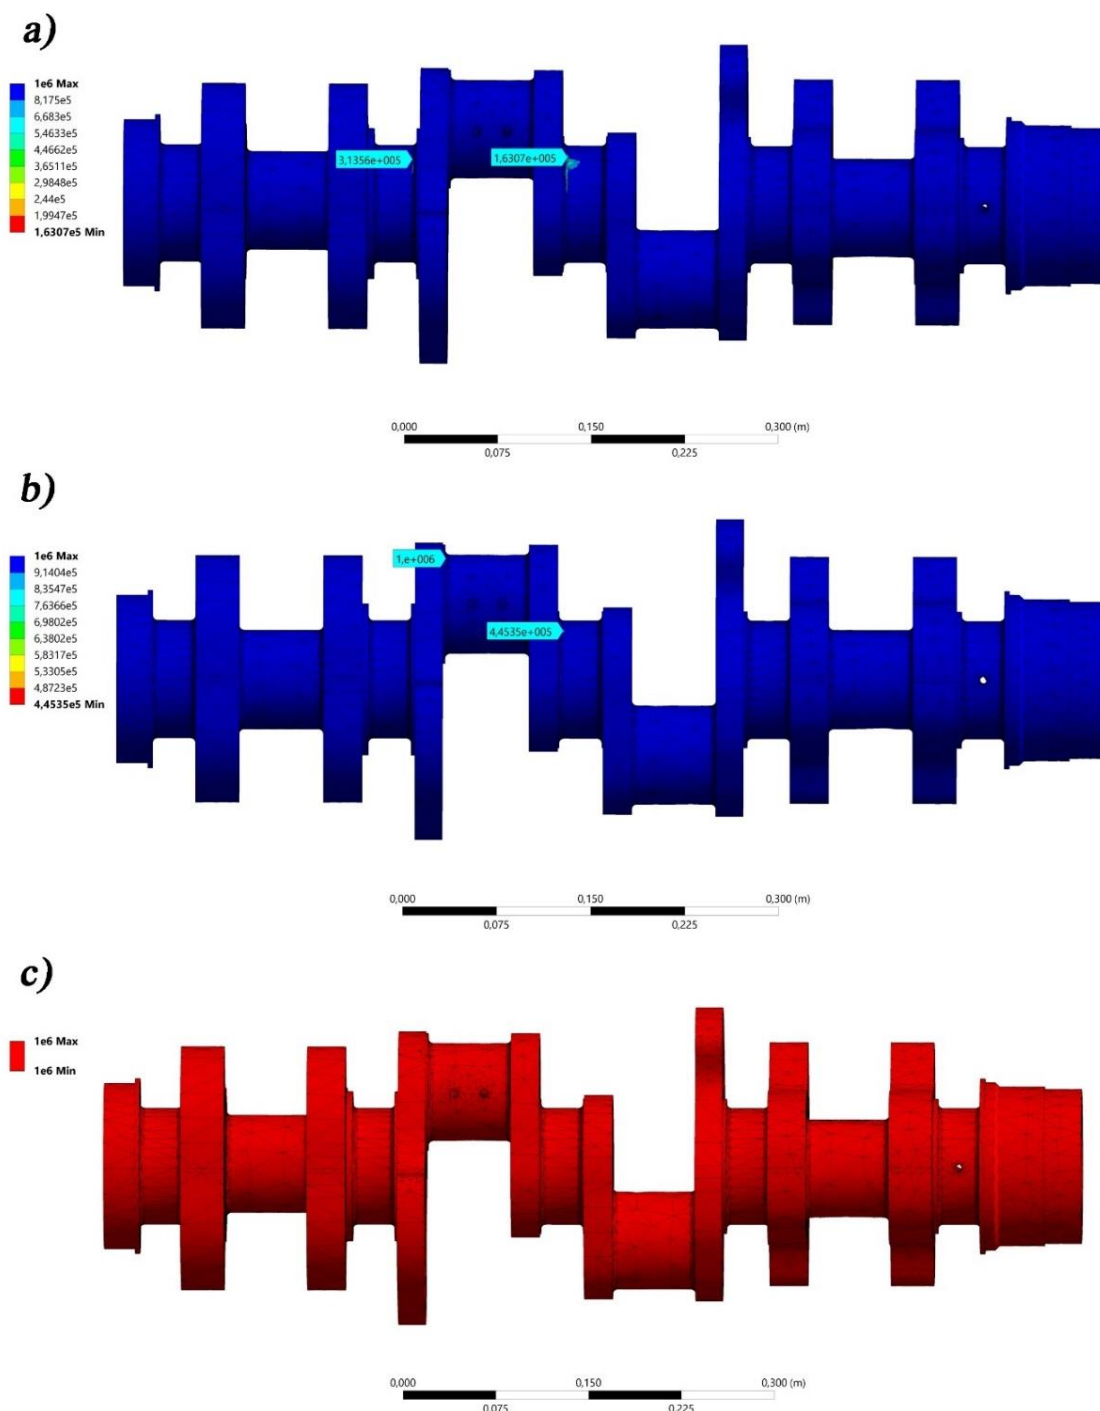 a)
1e6 Max
8,175e5
6,683e5
5,4633e5
4,4662e5
3,6511e5
2,9848e5
2,44e5
1,9947e5
1,6307e5 Min
3,1356e+005
1,6307e+005
0,000
0,150
0,300 (m)
0,075
0,225
b)
1e6 Max
9,1404e5
8,3547e5
7,6366e5
6,9802e5
6,3802e5
5,8317e5
5,3305e5
4,8723e5
4,4535e5 Min
1,e+006
4,4535e+005
0,000
0,150
0,300 (m)
0,075
0,225
c)
1e6 Max
1e6 Min
0,000
0,150
0,300 (m)
0,075
0,225